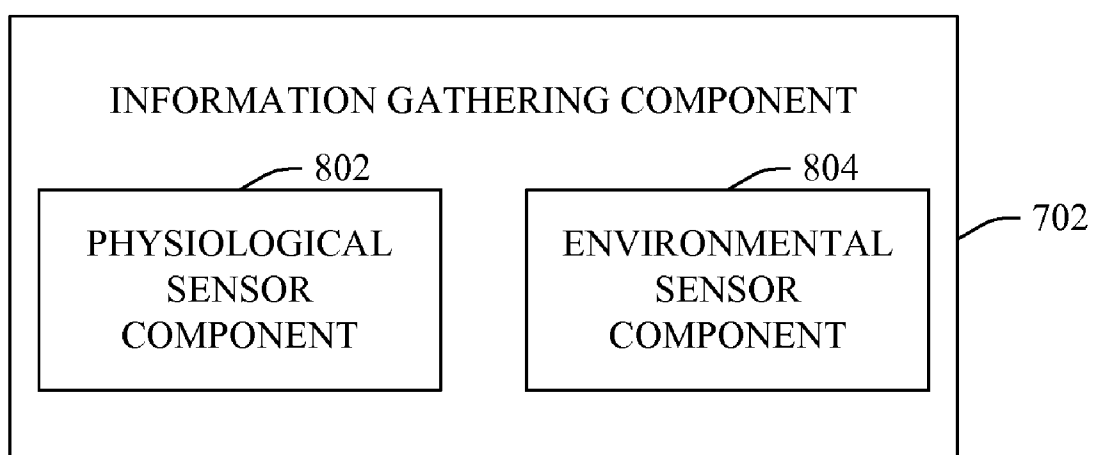 INFORMATION GATHERING COMPONENT
802
804
PHYSIOLOGICAL
SENSOR
COMPONENT
ENVIRONMENTAL
SENSOR
COMPONENT
702